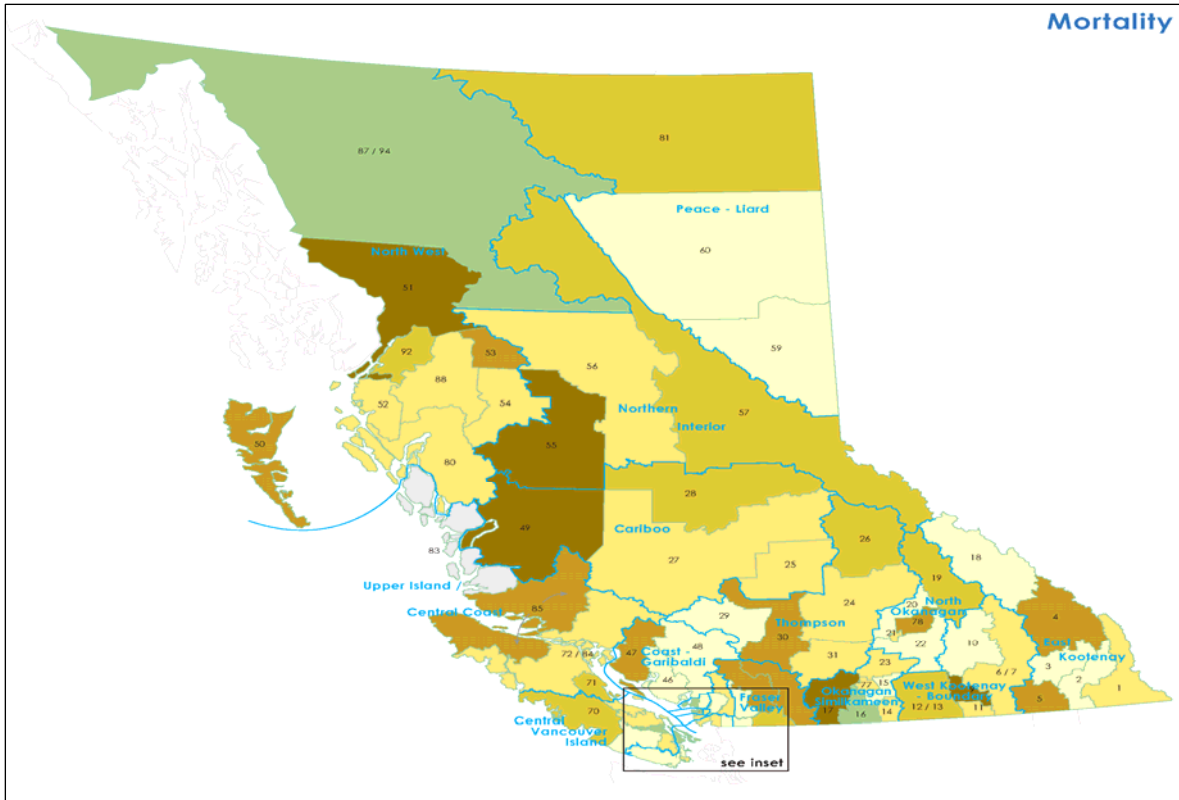 Mortality
81
87 / 94
Peace - Liard
60
North West
51
59
92
53
56
88
52
54
57
Northern
Interior
50
55
80
28
49
Cariboo
83
27
25
26
18
Upper Island /
19
20
North
Okanagan
24
4
Central Coast
85
29
Thompson
78
30
21
22
10
East
47
Coast -
Garibaldi
48
72 / 84
31
23
3
Kootenay
6 / 7
46
71
77
15
West Kootenay
- Boundary
2
1
Okanagan
Similkameen
Fraser
Valley
70
17
16
14
12 / 13
11
5
Central
Vancouver
Island
see inset